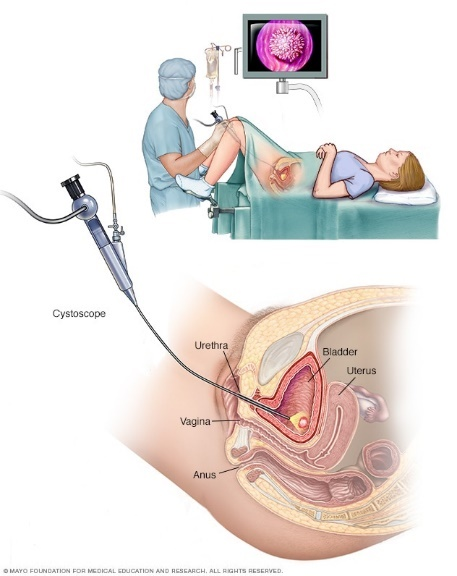 Cystoscope
Urethra
Bladder
Uterus
Vagina
Anus
© MAYO FOUNDATION FOR MEDICAL EDUCATION AND RESEARCH. ALL RIGHTS RESERVED.